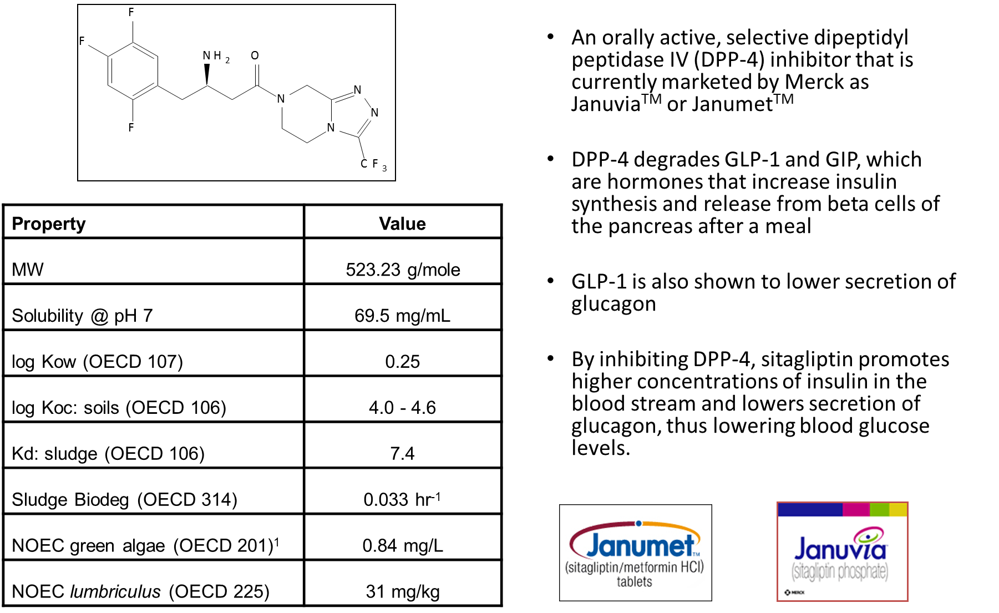 F
F
NH2
O
N
N
N
N
F
CF3
Property Value
MW 523.23 g/mole
Solubility @ pH 7 69.5 mg/mL
log Kow (OECD 107) 0.25
log Koc: soils (OECD 106) 4.0 - 4.6
Kd: sludge (OECD 106) 7.4
Sludge Biodeg (OECD 314) 0.033 hr-1
NOEC green algae (OECD 201)1 0.84 mg/L
NOEC lumbriculus (OECD 225) 31 mg/kg
• An orally active, selective dipeptidyl
peptidase IV (DPP-4) inhibitor that is
currently marketed by Merck as
Januvia™ or Janumet™
• DPP-4 degrades GLP-1 and GIP, which
are hormones that increase insulin
synthesis and release from beta cells of
the pancreas after a meal
• GLP-1 is also shown to lower secretion of
glucagon
• By inhibiting DPP-4, sitagliptin promotes
higher concentrations of insulin in the
blood stream and lowers secretion of
glucagon, thus lowering blood glucose
levels.
Janumet™
(sitagliptin/metformin HCl)
tablets
Januvia
(sitagliptin phosphate)
MERCK